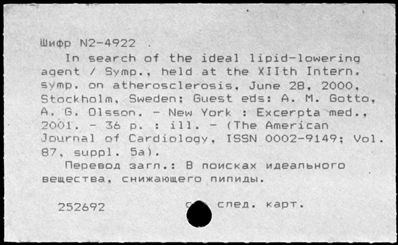 Шифр N2-4922 .
In search of the ideal lipid-lowering
agent / Symp., held at the XIIth Intern.
symp. on atherosclerosis, June 28, 2000,
Stockholm, Sweden; Guest eds: A. M. Gotto,
A. G. Olsson. - New York : Excerpta med.,
2001. - 36 p. : ill. - (The American
Journal of Cardiology, ISSN 0002-9149; Vol.
87, suppl. 5a).
Перевод загл.: В поисках идеального
вещества, снижающего липиды.
252692 след. карт.